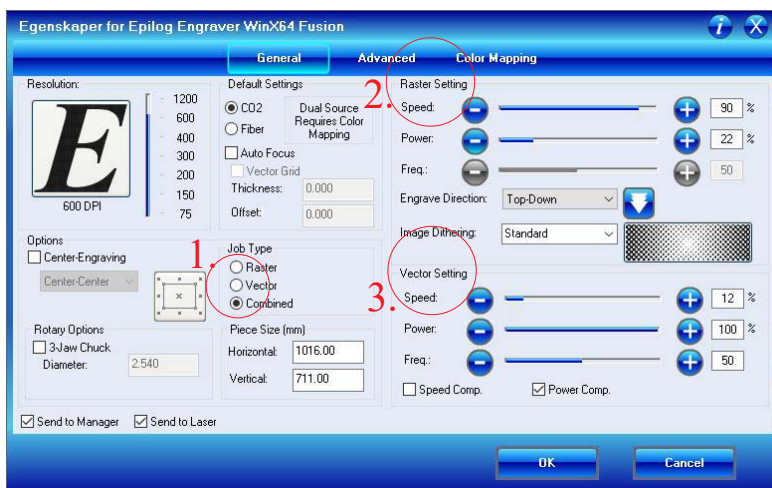 Egenskaper for Epilog Engraver WinX64 Fusion
General Advanced Color Mapping
Resolution:
1200
600
400
300
200
150
75
E
600 DPI
Default Settings
CO2
Fiber
Dual Source
Requires Color
Mapping
Auto Focus
Vector Grid
Thickness: 0.000
Offset: 0.000
2.
Raster Setting
Speed: 90 %
Power: 22 %
Freq.: 50
Engrave Direction: Top-Down
Image Dithering: Standard
Options
Center-Engraving
Center-Center
1.
Job Type
Raster
Vector
Combined
3.
Vector Setting
Speed: 12 %
Power: 100 %
Freq.: 50
Speed Comp. Power Comp.
Rotary Options
3-Jaw Chuck
Diameter: 2.540
Piece Size (mm)
Horizontal: 1016.00
Vertical: 711.00
Send to Manager Send to Laser
OK Cancel